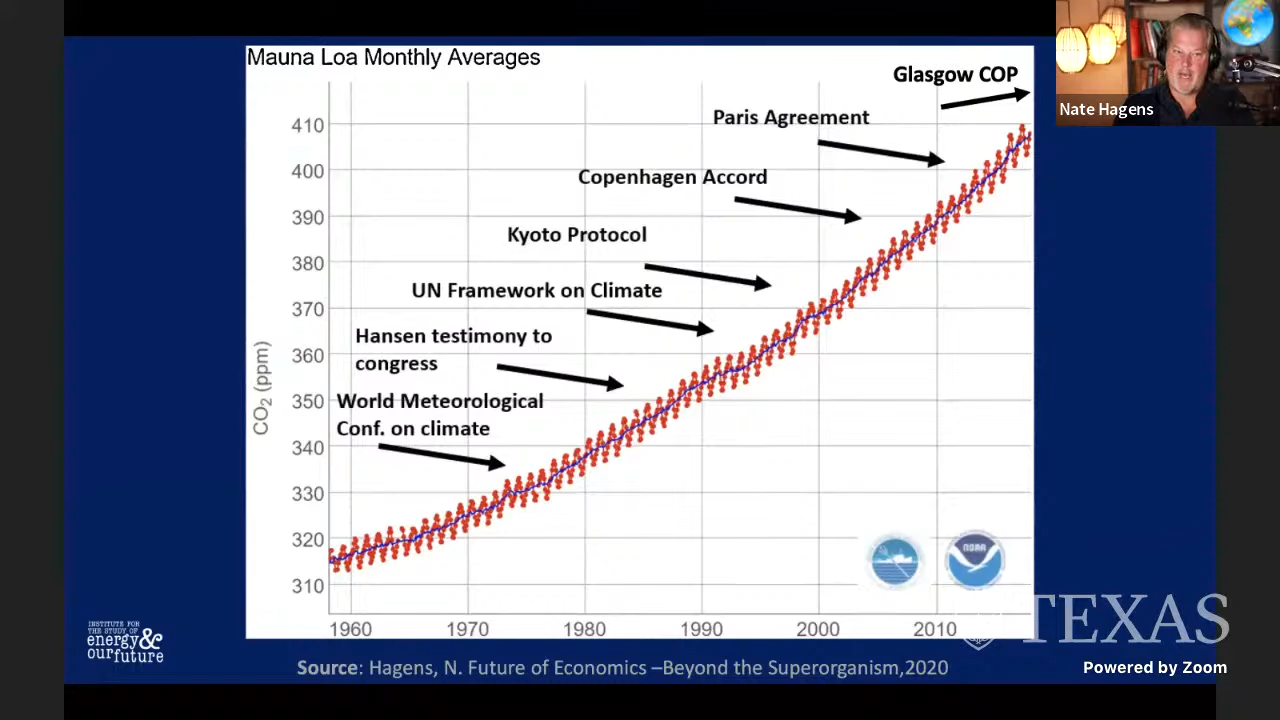 Mauna Loa Monthly Averages
Glasgow COP
Paris Agreement
Copenhagen Accord
Kyoto Protocol
UN Framework on Climate
Hansen testimony to
congress
World Meteorological
Conf. on climate
CO2 (ppm)
410
400
390
380
370
360
350
340
330
320
310
1960 1970 1980 1990 2000 2010
NOAA
Nate Hagens
INSTITUTE FOR
THE STUDY OF
energy&
ourfuture
TEXAS
Source: Hagens, N. Future of Economics –Beyond the Superorganism,2020
Powered by Zoom